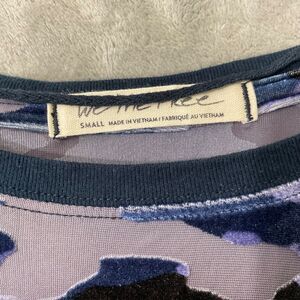 we the free
SMALL MADE IN VIETNAM / FABRIQUÉ AU VIETNAM